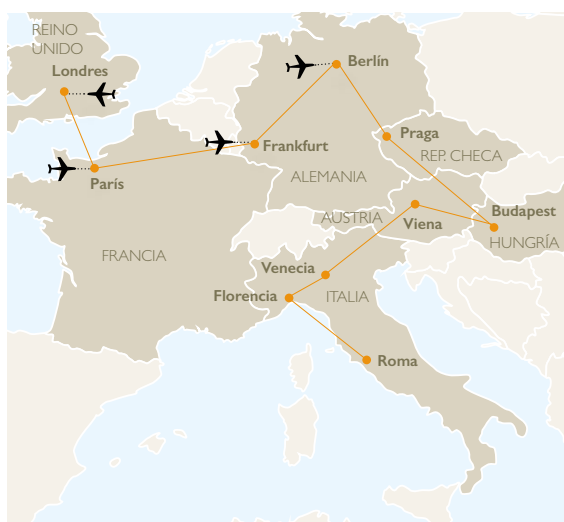 REINO
UNIDO
Londres
Berlín
Praga
Frankfurt
REP. CHECA
París
ALEMANIA
Budapest
AUSTRIA
Viena
HUNGRÍA
FRANCIA
Venecia
Florencia
ITALIA
Roma